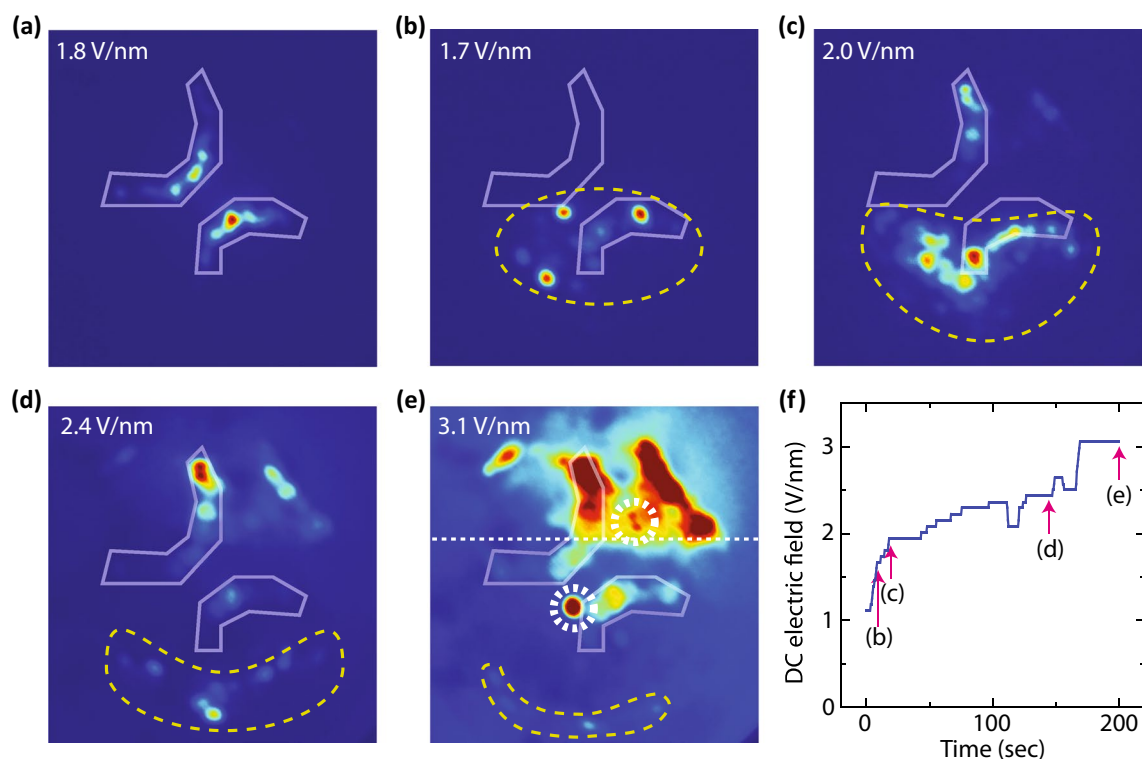 (a)
1.8 V/nm
(b)
1.7 V/nm
(c)
2.0 V/nm
(d)
2.4 V/nm
(e)
3.1 V/nm
(f)
DC electric field (V/nm)
3
2
1
0
(b)
(c)
(d)
(e)
0
100
200
Time (sec)